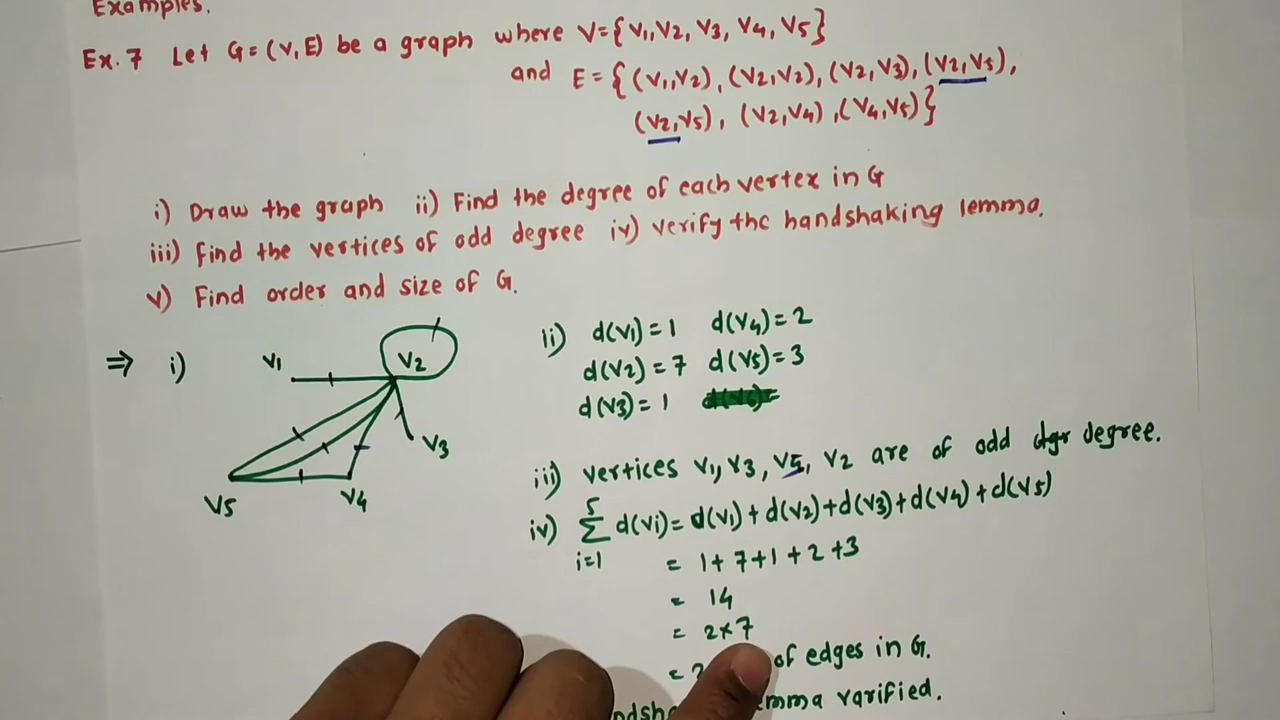 Examples.
Ex. 7 Let G = (V, E) be a graph where V = {V1, V2, V3, V4, V5}
and E = {(V1, V2), (V2, V2), (V2, V3), (V2, V5),
(V2, V5), (V2, V4), (V4, V5)}
i) Draw the graph ii) Find the degree of each vertex in G
iii) find the vertices of odd degree iv) verify the handshaking lemma.
v) Find order and size of G.
⇒ i)
V1
V2
V3
V4
V5
ii) d(V1) = 1 d(V4) = 2
d(V2) = 7 d(V5) = 3
d(V3) = 1
iii) vertices V1, V3, V5, V2 are of odd degree.
iv) 5 Σ i=1 d(Vi) = d(V1) + d(V2) + d(V3) + d(V4) + d(V5)
= 1 + 7 + 1 + 2 + 3
= 14
= 2 * 7
of edges in G.
varified.